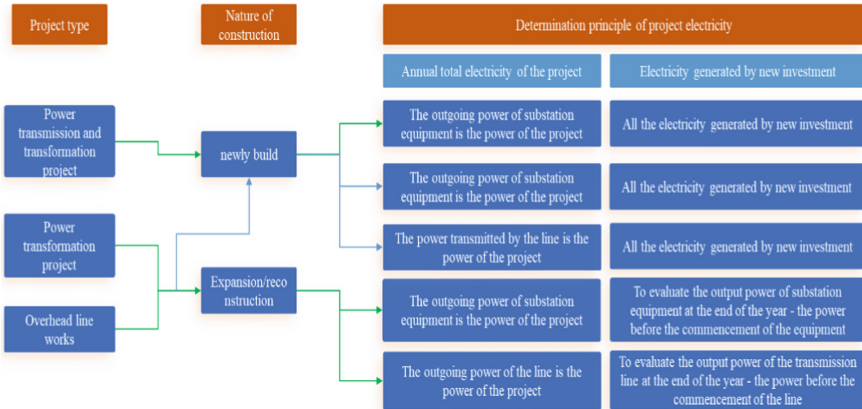 Project type
Nature of
construction
Determination principle of project electricity
Annual total electricity of the project
Electricity generated by new investment
Power
transmission and
transformation
project
newly build
The outgoing power of substation
equipment is the power of the project
All the electricity generated by new investment
The outgoing power of substation
equipment is the power of the project
All the electricity generated by new investment
Power
transformation
project
The power transmitted by the line is the
power of the project
All the electricity generated by new investment
Expansion/reco
nstruction
The outgoing power of substation
equipment is the power of the project
To evaluate the output power of substation
equipment at the end of the year - the power
before the commencement of the equipment
Overhead line
works
The outgoing power of the line is the
power of the project
To evaluate the output power of the transmission
line at the end of the year - the power before the
commencement of the line